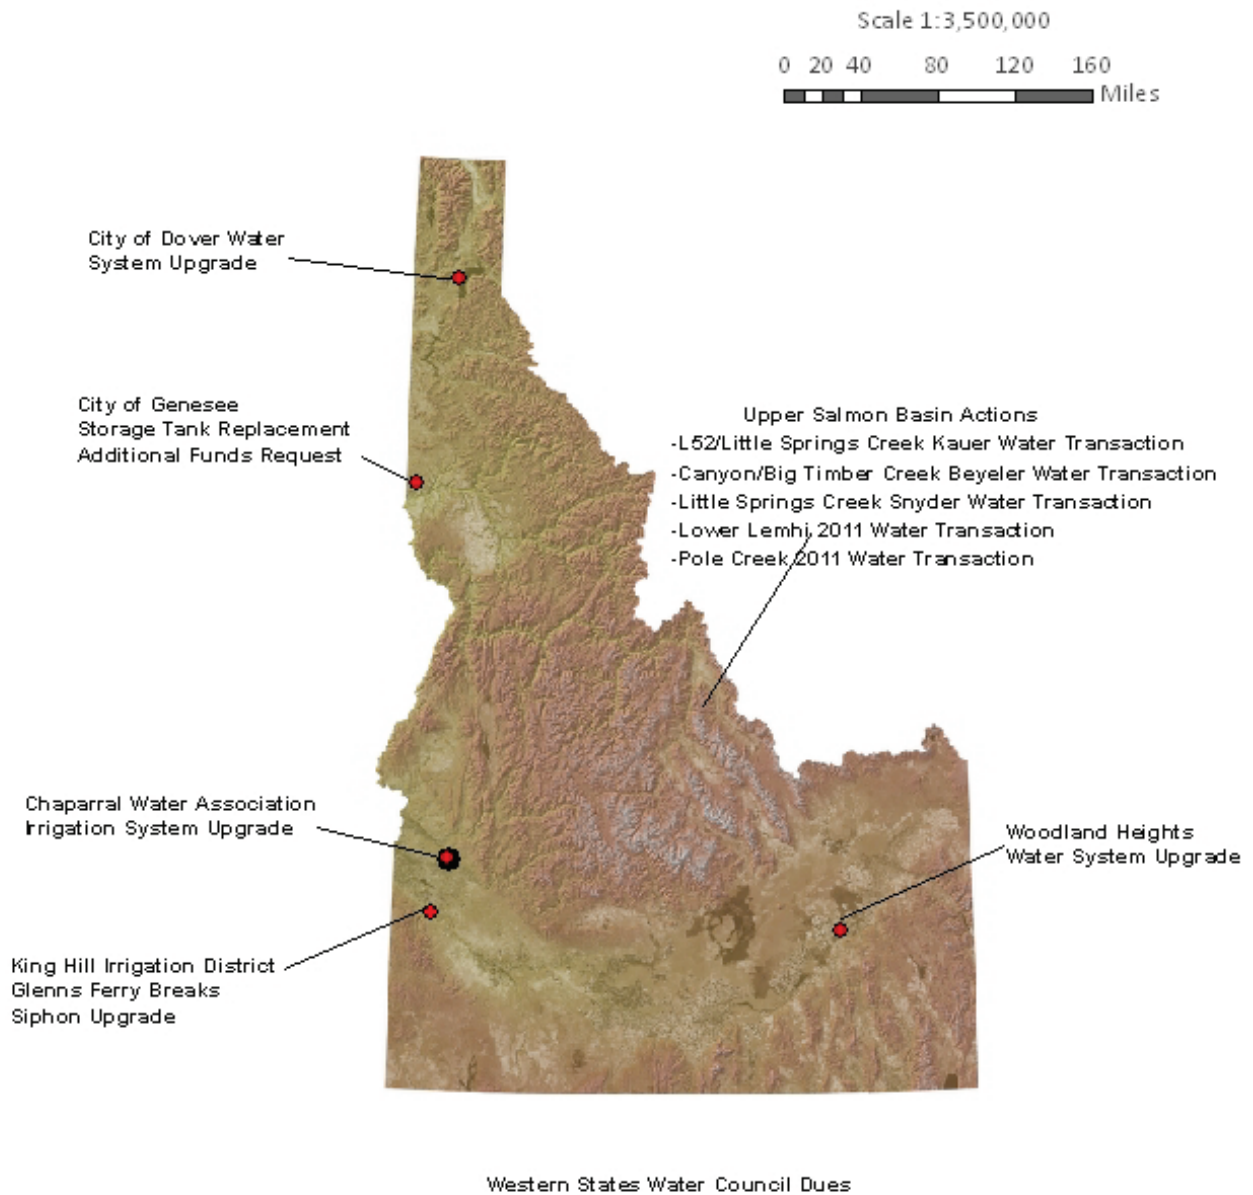 Scale 1:3,500,000
0 20 40 80 120 160
Miles
City of Dover Water
System Upgrade
City of Genesee
Storage Tank Replacement
Additional Funds Request
Upper Salmon Basin Actions
-L52/Little Springs Creek Kauer Water Transaction
-Canyon/Big Timber Creek Beyeler Water Transaction
-Little Springs Creek Snyder Water Transaction
-Lower Lemhi 2011 Water Transaction
-Pole Creek 2011 Water Transaction
Chaparral Water Association
Irrigation System Upgrade
Woodland Heights
Water System Upgrade
King Hill Irrigation District
Glenns Ferry Breaks
Siphon Upgrade
Western States Water Council Dues